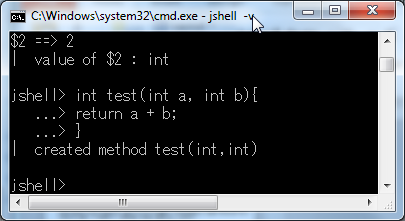 C:\Windows\system32\cmd.exe - jshell -v
$2 ==> 2
|  value of $2 : int
jshell> int test(int a, int b){
   ...> return a + b;
   ...> }
|  created method test(int,int)
jshell>